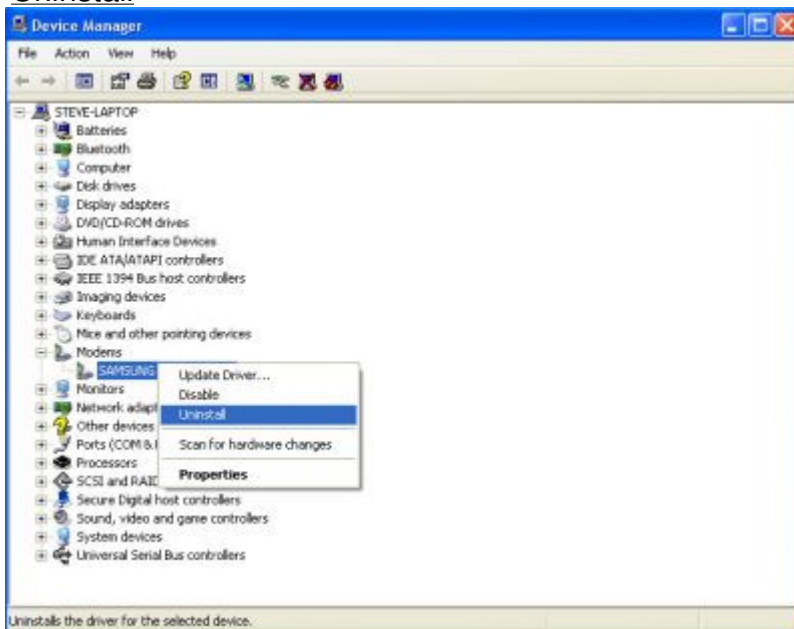 Uninstall
Device Manager
File Action View Help
STEVE-LAPTOP
Batteries
Bluetooth
Computer
Disk drives
Display adapters
DVD/CD-ROM drives
Human Interface Devices
IDE ATA/ATAPI controllers
IEEE 1394 Bus host controllers
Imaging devices
Keyboards
Mice and other pointing devices
Modems
SAMSUNG
Update Driver...
Monitors
Disable
Network adapt
Uninstall
Other devices
Ports (COM &
Scan for hardware changes
Processors
SCSI and RAID
Properties
Secure Digital host controllers
Sound, video and game controllers
System devices
Universal Serial Bus controllers
Uninstalls the driver for the selected device.